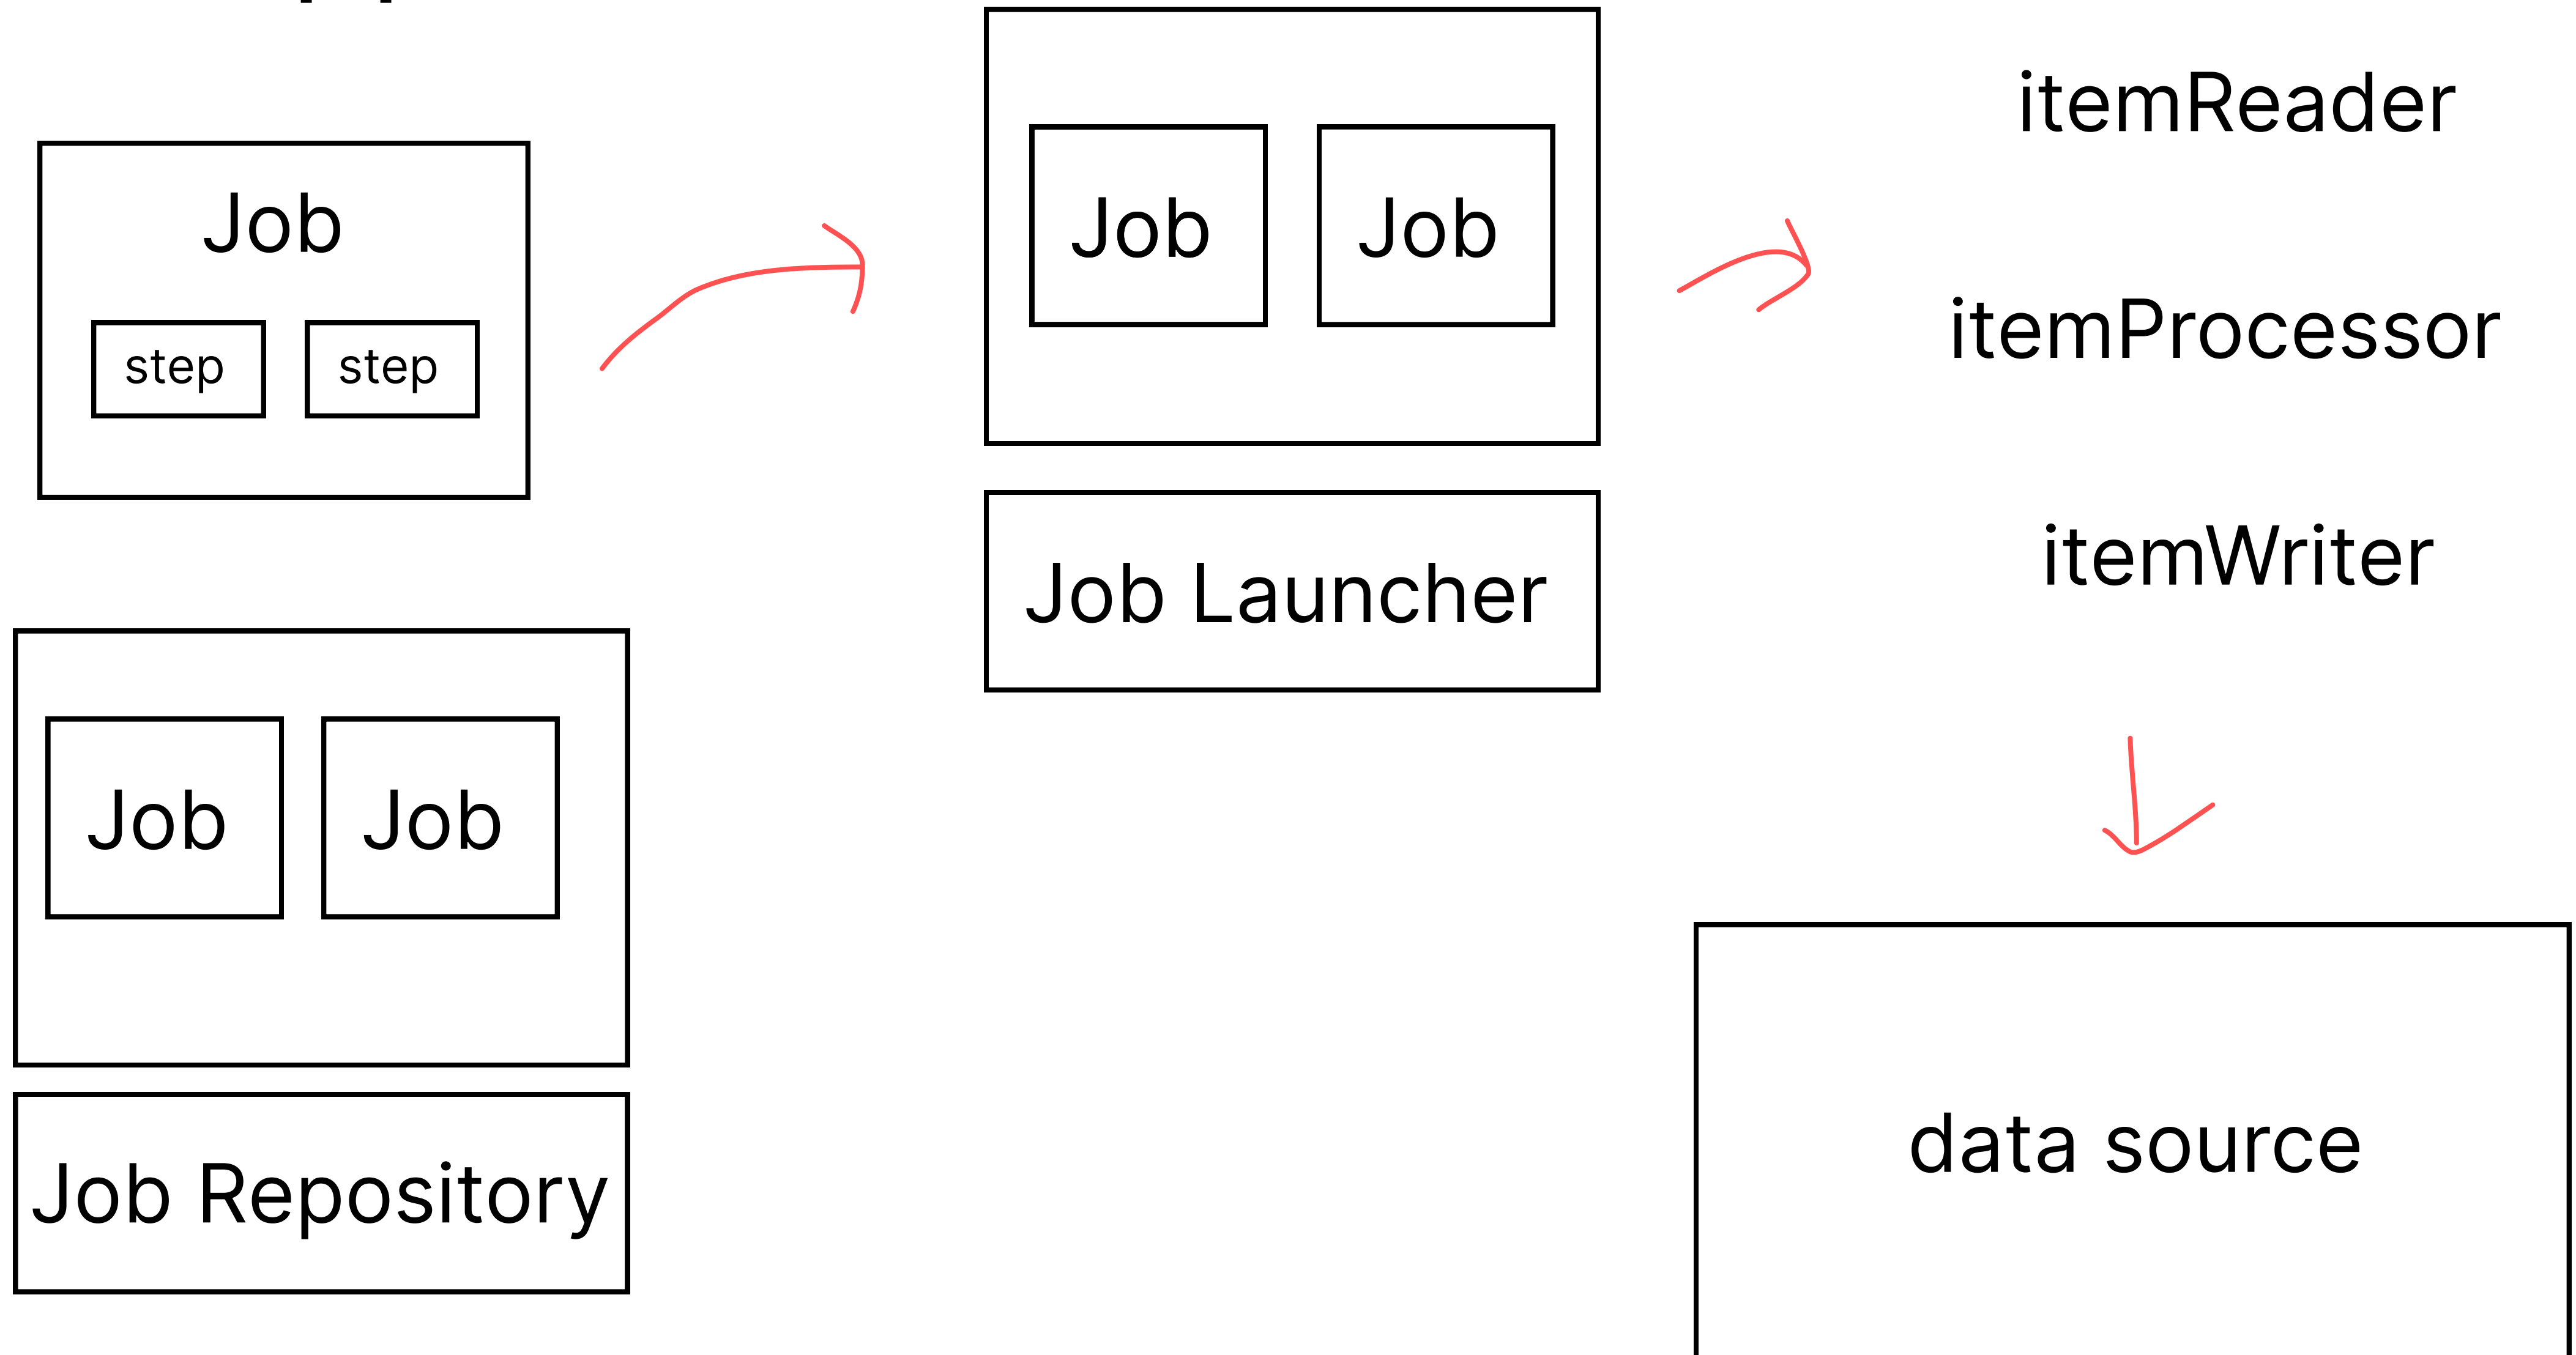 Job
step step
Job Job
Job Repository
Job Job
Job Launcher
itemReader
itemProcessor
itemWriter
data source